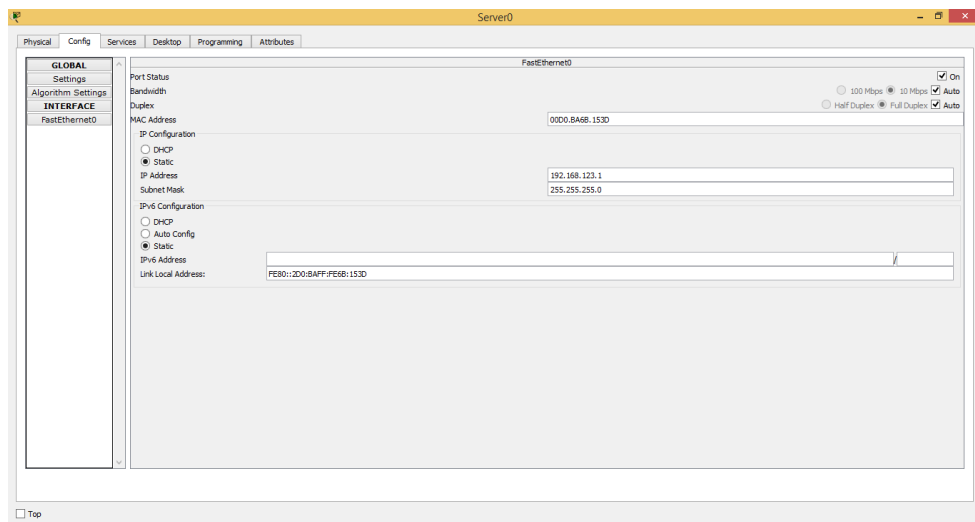 Server0
Physical Config Services Desktop Programming Attributes
GLOBAL
Settings
Algorithm Settings
INTERFACE
FastEthernet0
FastEthernet0
Port Status On
Bandwidth 100 Mbps 10 Mbps Auto
Duplex Half Duplex Full Duplex Auto
MAC Address 00D0.BA6B.153D
IP Configuration
DHCP
Static
IP Address 192.168.123.1
Subnet Mask 255.255.255.0
IPv6 Configuration
DHCP
Auto Config
Static
IPv6 Address /
Link Local Address: FE80::2D0:BAFF:FE6B:153D
Top